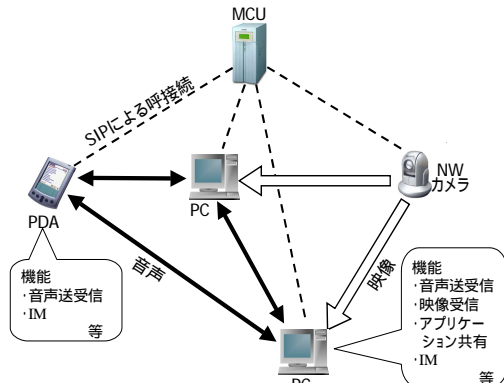 MCU
SIPによる呼接続
PC
NW
カメラ
PDA
音声
映像
機能
・音声送受信
・IM
等
機能
・音声送受信
・映像受信
・アプリケー
ション共有
・IM
等
PC